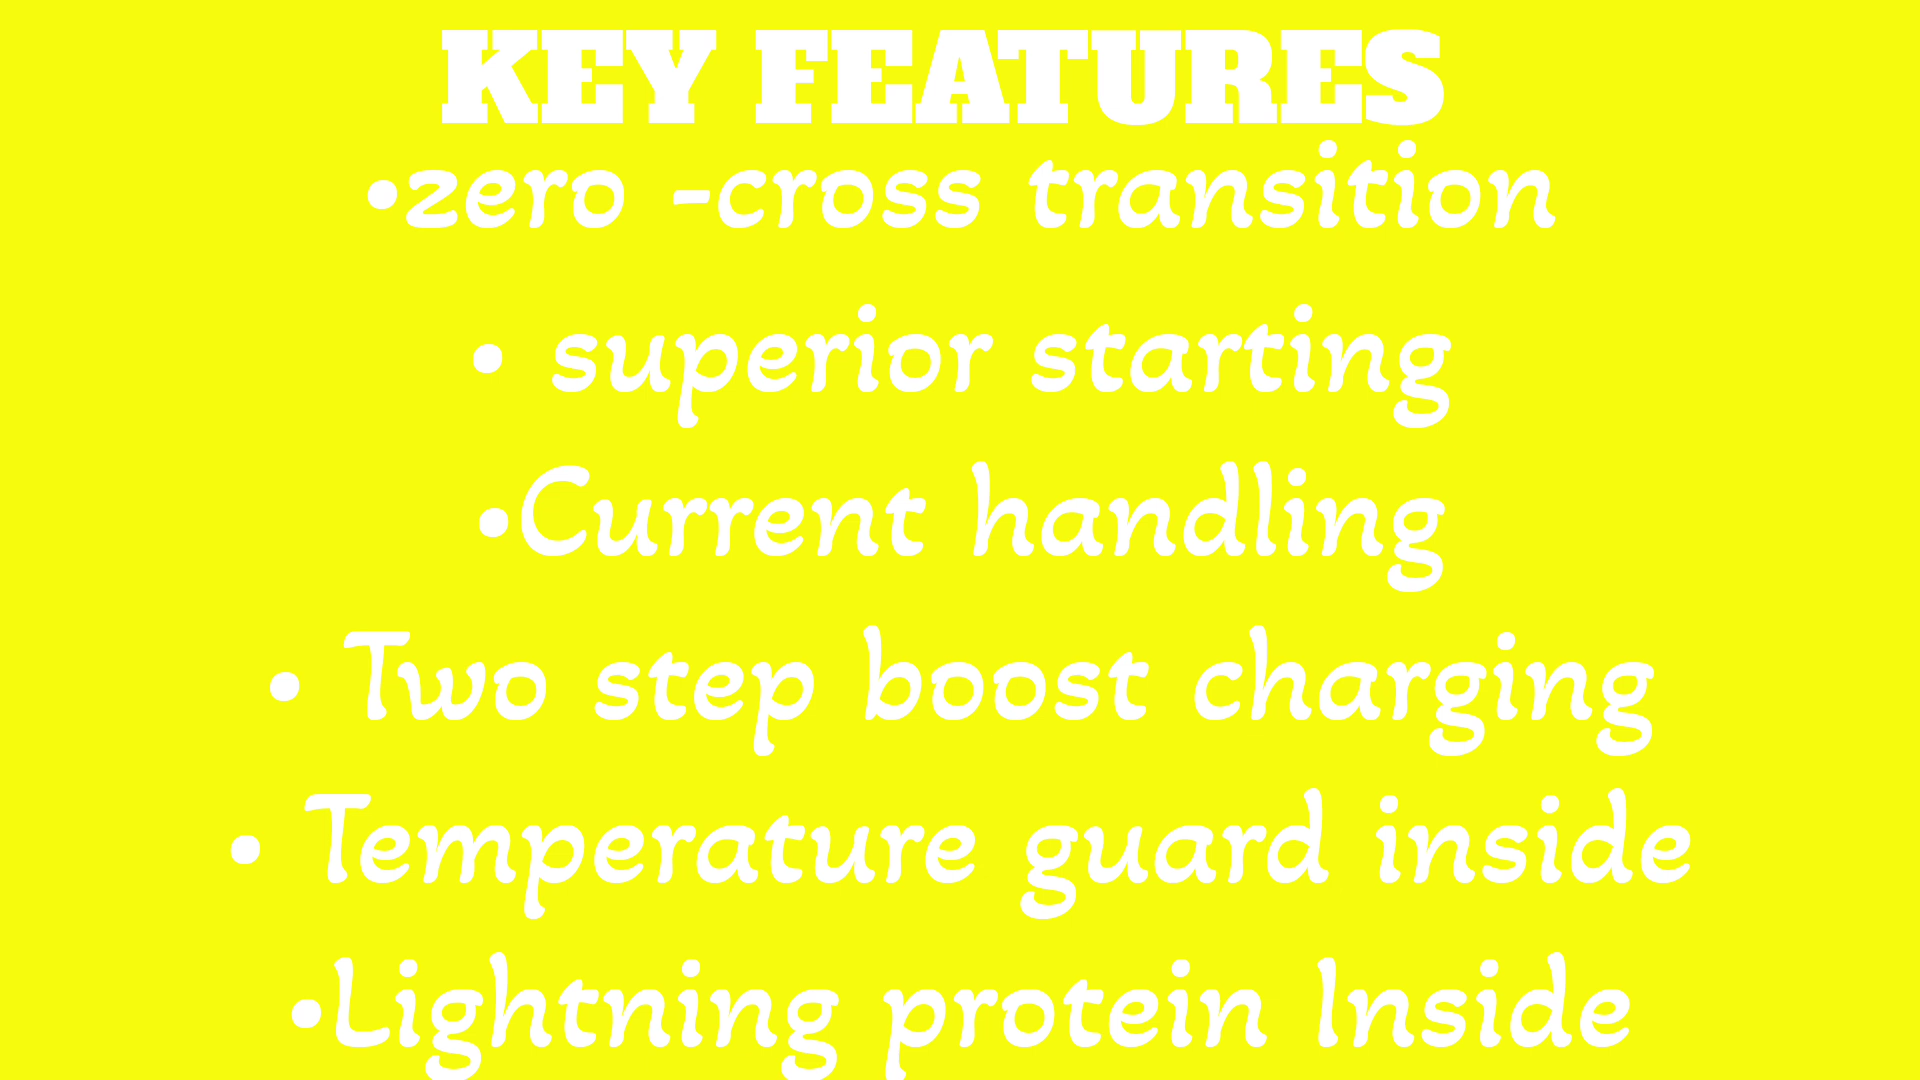 KEY FEATURES
•zero -cross transition
• superior starting
•Current handling
• Two step boost charging
• Temperature guard inside
•Lightning protein Inside